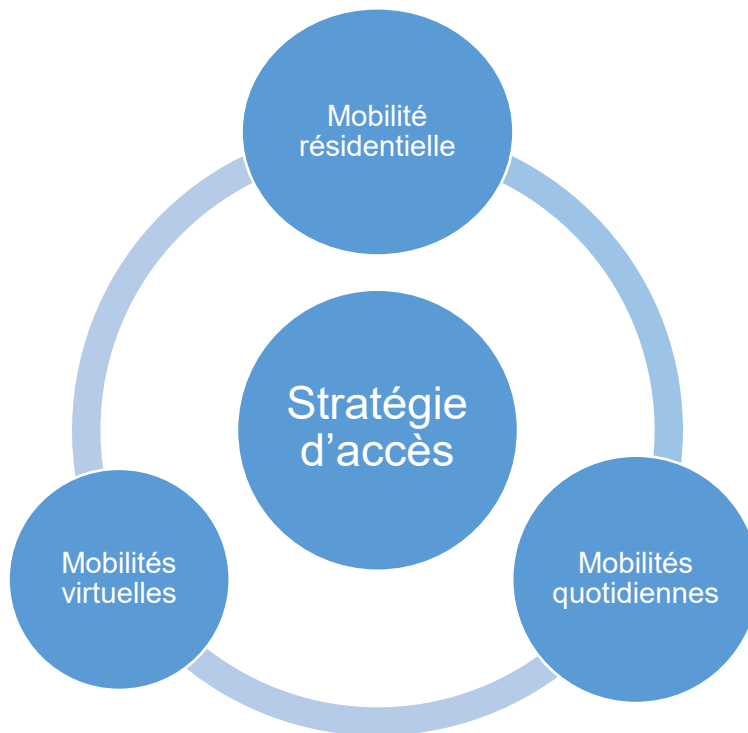 Mobilité
résidentielle
Stratégie
d’accès
Mobilités
virtuelles
Mobilités
quotidiennes